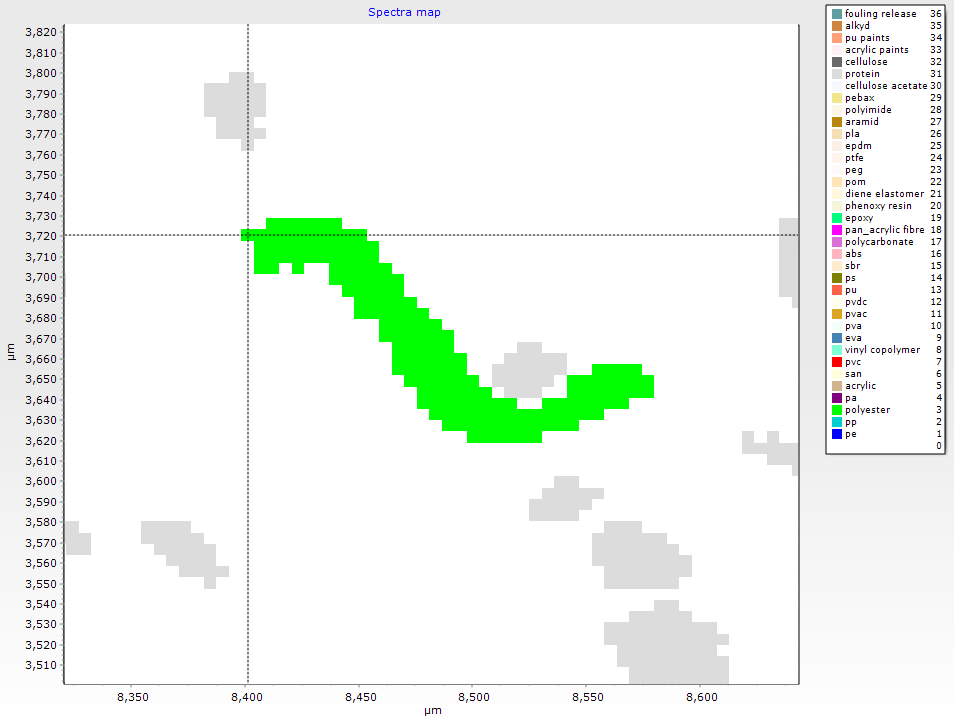 Spectra map
3,820
3,810
3,800
3,790
3,780
3,770
3,760
3,750
3,740
3,730
3,720
3,710
3,700
3,690
3,680
3,670
3,660
3,650
3,640
3,630
3,620
3,610
3,600
3,590
3,580
3,570
3,560
3,550
3,540
3,530
3,520
3,510
µm
8,350 8,400 8,450 8,500 8,550 8,600
µm
fouling release 36
alkyd 35
pu paints 34
acrylic paints 33
cellulose 32
protein 31
cellulose acetate 30
pebax 29
polyimide 28
aramid 27
pla 26
epdm 25
ptfe 24
peg 23
pom 22
diene elastomer 21
phenoxy resin 20
epoxy 19
pan_acrylic fibre 18
polycarbonate 17
abs 16
sbr 15
ps 14
pu 13
pvdc 12
pvac 11
pva 10
eva 9
vinyl copolymer 8
pvc 7
san 6
acrylic 5
pa 4
polyester 3
pp 2
pe 1
0